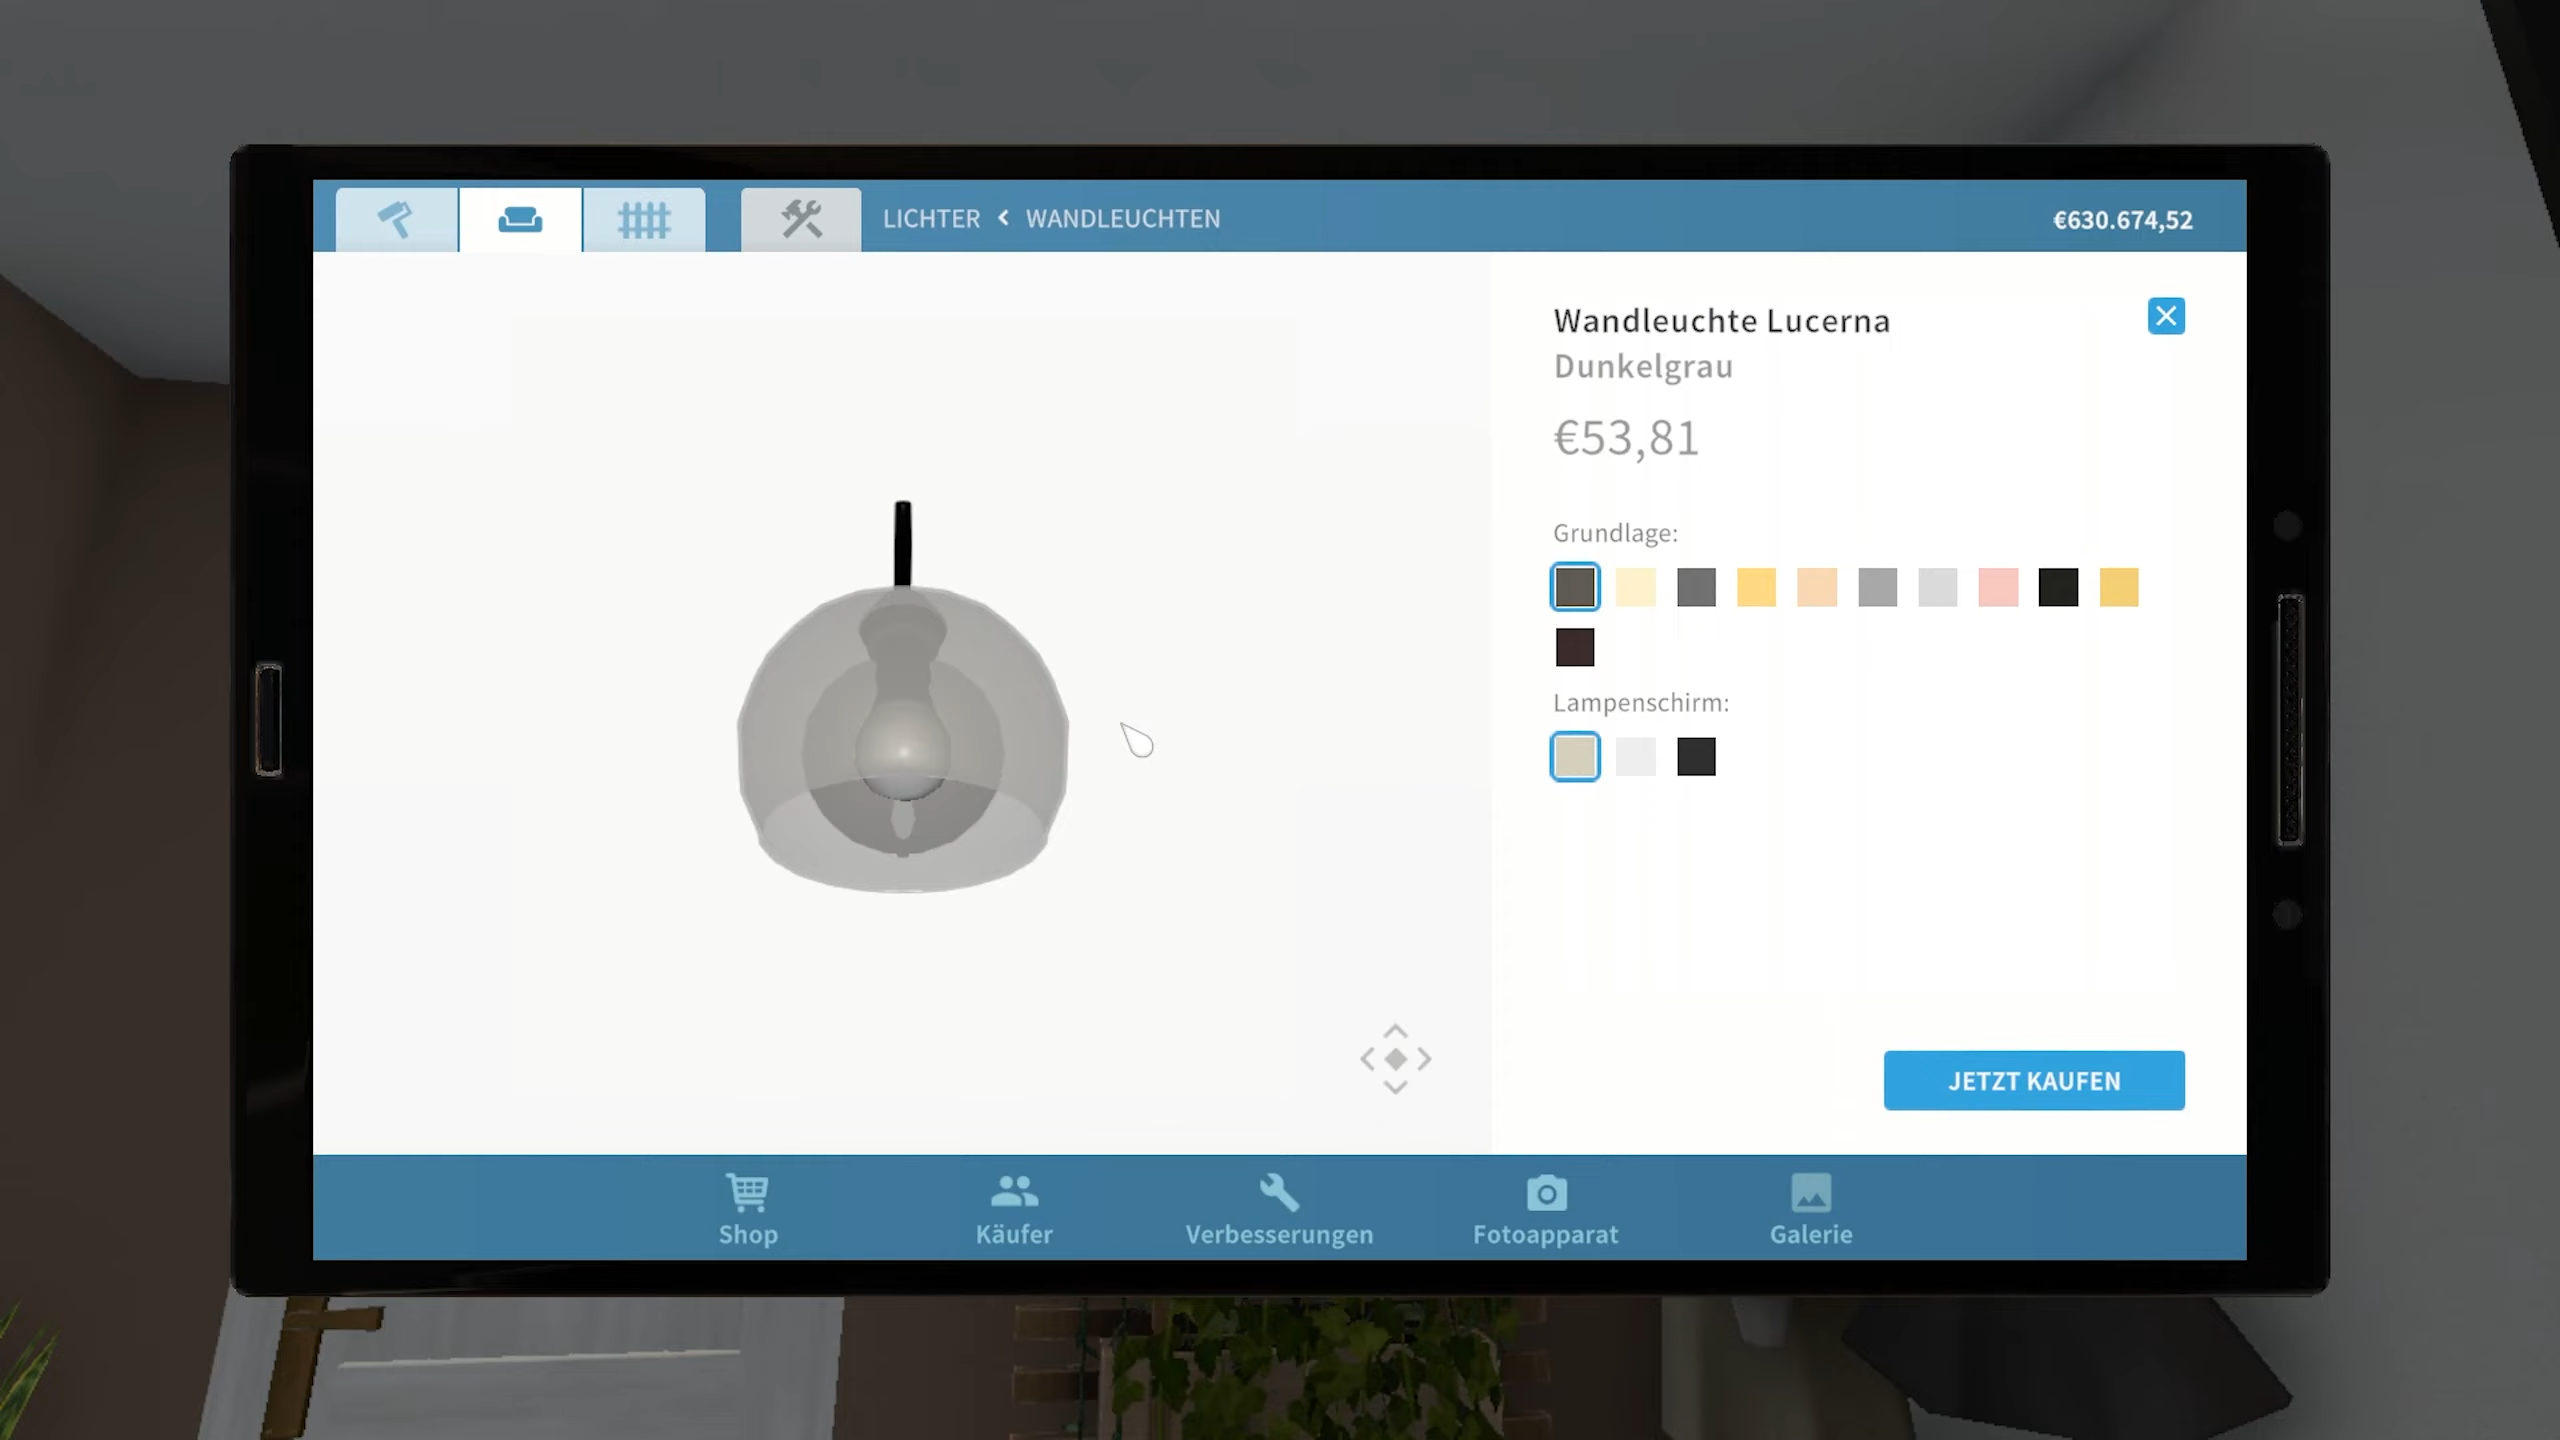 LICHTER < WANDLEUCHTEN
€630.674,52
Wandleuchte Lucerna
Dunkelgrau
€53,81
Grundlage:
Lampenschirm:
JETZT KAUFEN
Shop
Käufer
Verbesserungen
Fotoapparat
Galerie